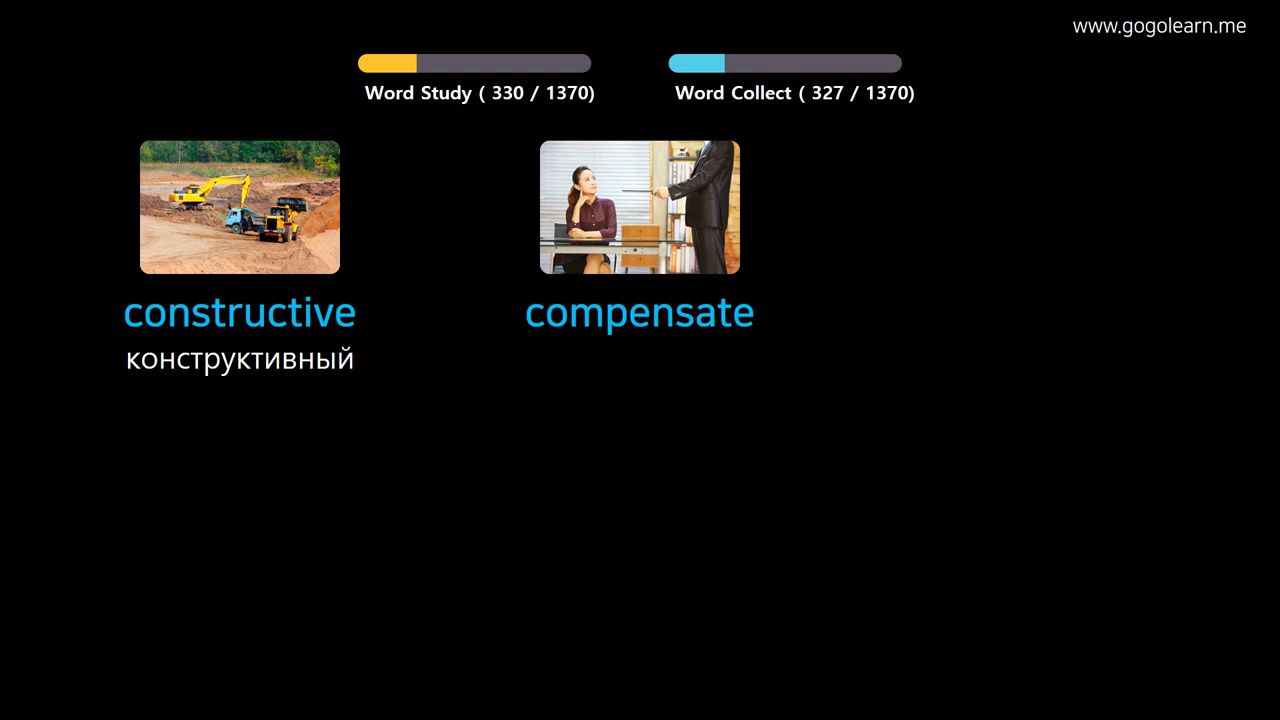 www.gogolearn.me
Word Study ( 330 / 1370)
Word Collect ( 327 / 1370)
constructive
compensate
конструктивный